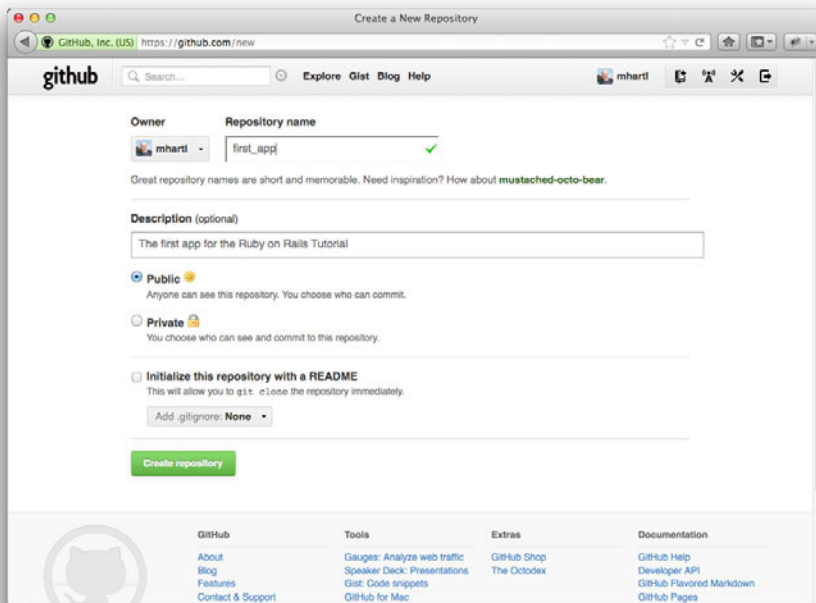 Create a New Repository
GitHub, Inc. (US) https://github.com/new
github Search... Explore Gist Blog Help mhartl
Owner Repository name
mhartl first_app
Great repository names are short and memorable. Need inspiration? How about mustached-octo-bear.
Description (optional)
The first app for the Ruby on Rails Tutorial
Public
Anyone can see this repository. You choose who can commit.
Private
You choose who can see and commit to this repository.
Initialize this repository with a README
This will allow you to git clone the repository immediately.
Add .gitignore: None
Create repository
GitHub Tools Extras Documentation
About Gauges: Analyze web traffic GitHub Shop GitHub Help
Blog Speaker Deck: Presentations The Octodex Developer API
Features Gist: Code snippets GitHub Flavored Markdown
Contact & Support GitHub for Mac GitHub Pages